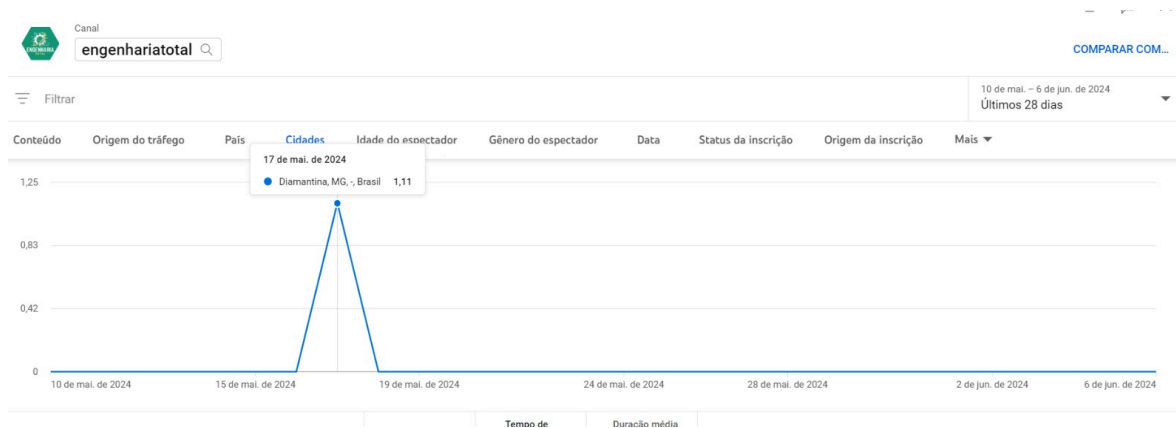 Canal
engenhariatotal
COMPARAR COM...
Filtrar
10 de mai. – 6 de jun. de 2024
Últimos 28 dias
Conteúdo Origem do tráfego País Cidades Idade do espectador Gênero do espectador Data Status da inscrição Origem da inscrição Mais
17 de mai. de 2024
Diamantina, MG, -, Brasil 1,11
1,25
0,83
0,42
0
10 de mai. de 2024 15 de mai. de 2024 19 de mai. de 2024 24 de mai. de 2024 28 de mai. de 2024 2 de jun. de 2024 6 de jun. de 2024
Tempo de Duração média